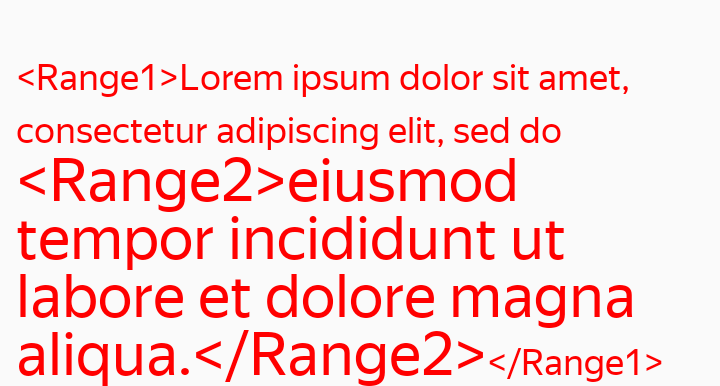 <Range1>Lorem ipsum dolor sit amet,
consectetur adipiscing elit, sed do
<Range2>eiusmod
tempor incididunt ut
labore et dolore magna
aliqua.</Range2></Range1>